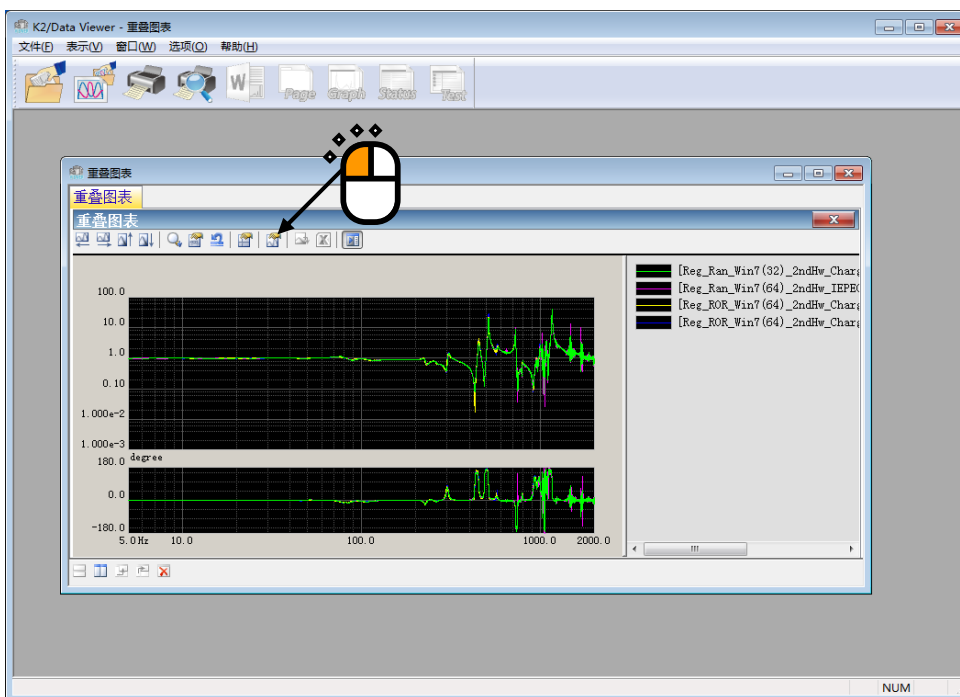 K2/Data Viewer - 重叠图表
文件(F) 表示(V) 窗口(W) 选项(O) 帮助(H)
W Page Graph Status Test
重叠图表
重叠图表
重叠图表
100.0
10.0
1.0
0.10
1.000e-2
1.000e-3
degree
180.0
0.0
-180.0
5.0Hz 10.0 100.0 1000.0 2000.0
[Reg_Ran_Win7(32)_2ndHw_Charg
[Reg_Ran_Win7(64)_2ndHw_IEPE
[Reg_ROR_Win7(64)_2ndHw_Charg
[Reg_ROR_Win7(64)_2ndHw_Charg
NUM